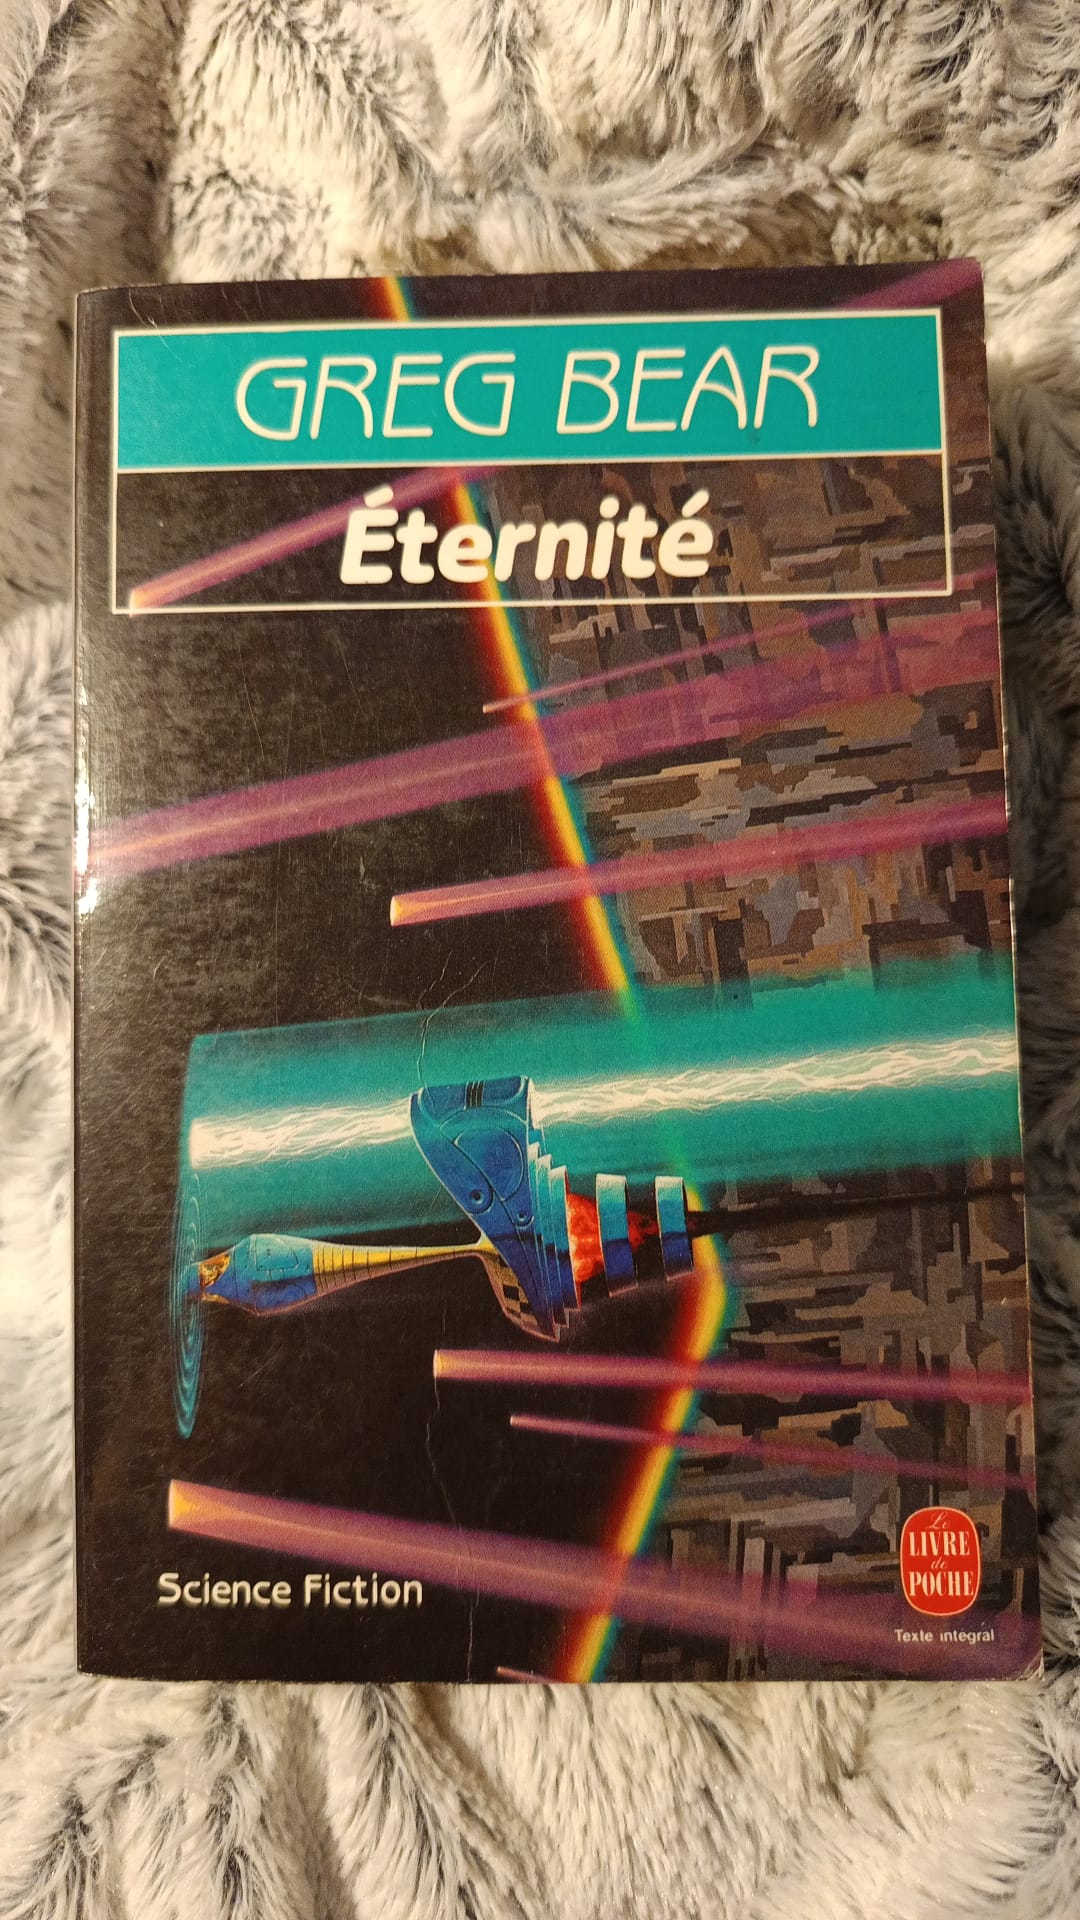 GREG BEAR
Éternité
Science Fiction
Le
LIVRE
de
POCHE
Texte intégral